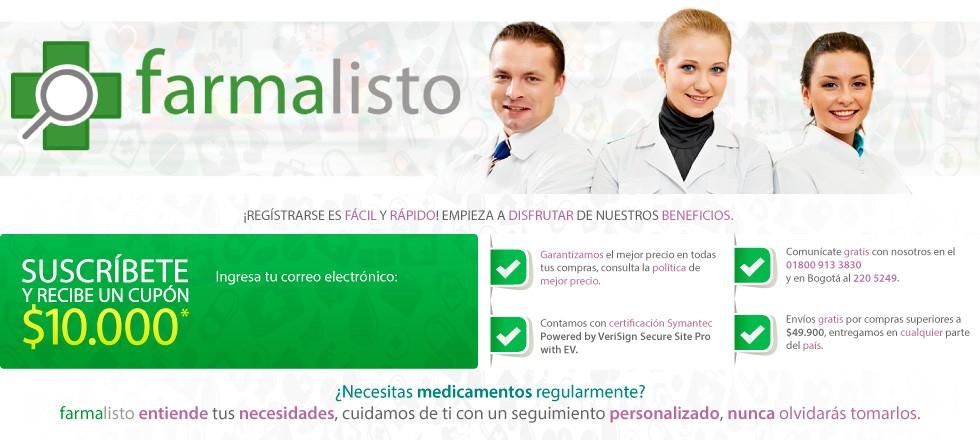 farmalisto
¡REGÍSTRARSE ES FÁCIL Y RÁPIDO! EMPIEZA A DISFRUTAR DE NUESTROS BENEFICIOS.
SUSCRÍBETE
Y RECIBE UN CUPÓN
$10.000*
Ingresa tu correo electrónico:
Garantizamos el mejor precio en todas
tus compras, consulta la política de
mejor precio.
Contamos con certificación Symantec
Powered by VeriSign Secure Site Pro
with EV.
Comunícate gratis con nosotros en el
01800 913 3830
y en Bogotá al 220 5249.
Envíos gratis por compras superiores a
$49.900, entregamos en cualquier parte
del país.
¿Necesitas medicamentos regularmente?
farmalisto entiende tus necesidades, cuidamos de ti con un seguimiento personalizado, nunca olvidarás tomarlos.